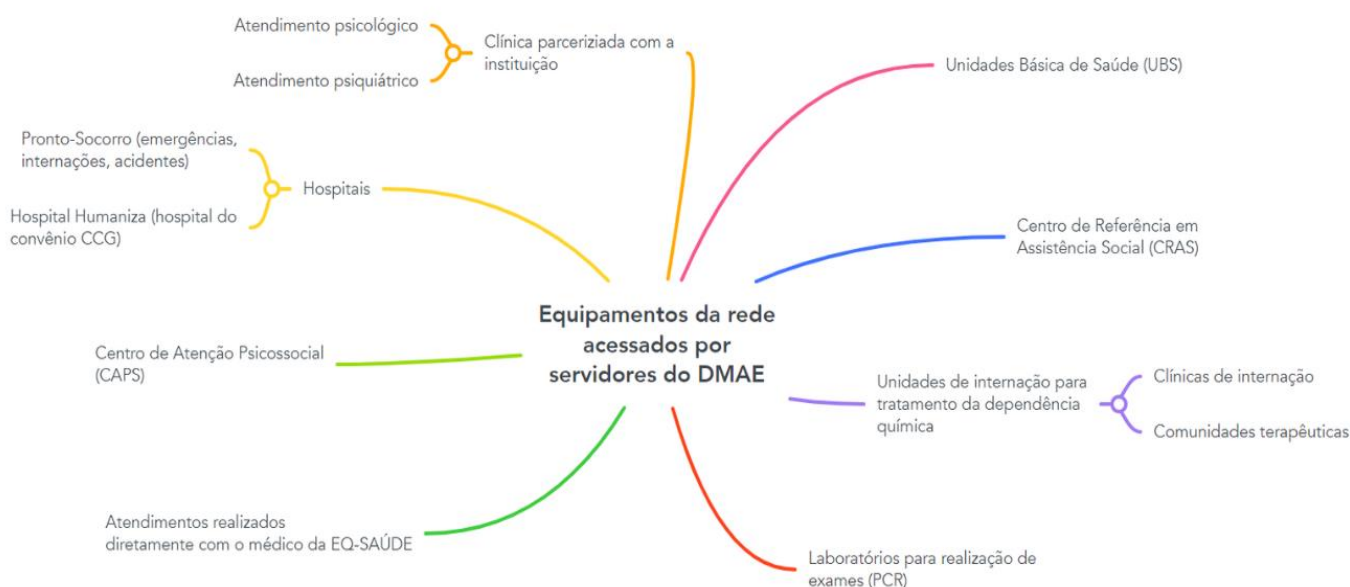 Atendimento psicológico
Atendimento psiquiátrico
Clínica parceriziada com a
instituição
Unidades Básica de Saúde (UBS)
Pronto-Socorro (emergências,
internações, acidentes)
Hospital Humaniza (hospital do
convênio CCG)
Hospitais
Centro de Referência em
Assistência Social (CRAS)
Equipamentos da rede
acessados por
servidores do DMAE
Centro de Atenção Psicossocial
(CAPS)
Unidades de internação para
tratamento da dependência
química
Clínicas de internação
Comunidades terapêuticas
Atendimentos realizados
diretamente com o médico da EQ-SAÚDE
Laboratórios para realização de
exames (PCR)